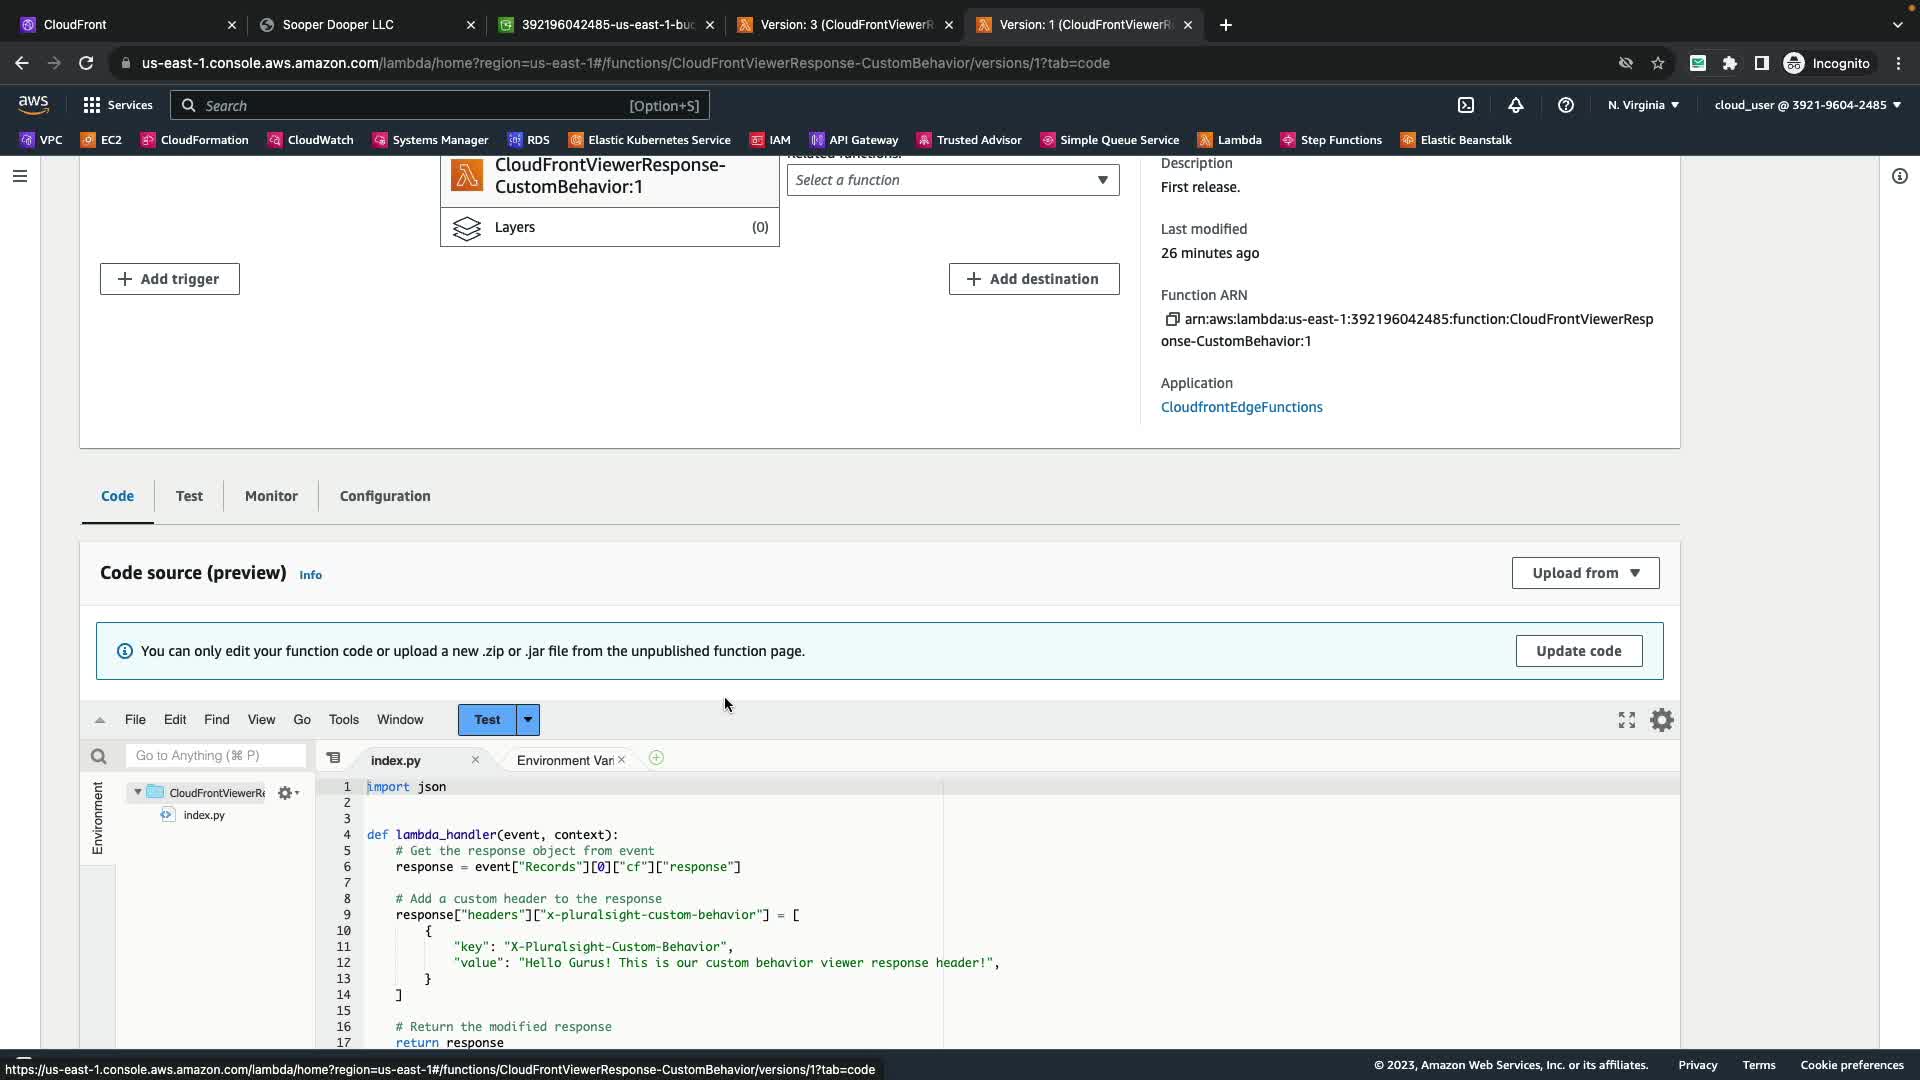 CloudFront
Sooper Dooper LLC
392196042485-us-east-1-buc
Version: 3 (CloudFrontViewerR
Version: 1 (CloudFrontViewerR
us-east-1.console.aws.amazon.com/lambda/home?region=us-east-1#/functions/CloudFrontViewerResponse-CustomBehavior/versions/1?tab=code
Incognito
aws
Services
Search
[Option+S]
N. Virginia
cloud_user @ 3921-9604-2485
VPC
EC2
CloudFormation
CloudWatch
Systems Manager
RDS
Elastic Kubernetes Service
IAM
API Gateway
Trusted Advisor
Simple Queue Service
Lambda
Step Functions
Elastic Beanstalk
CloudFrontViewerResponse-
CustomBehavior:1
Layers
(0)
Related functions:
Select a function
Add trigger
Add destination
Description
First release.
Last modified
26 minutes ago
Function ARN
arn:aws:lambda:us-east-1:392196042485:function:CloudFrontViewerResp
onse-CustomBehavior:1
Application
CloudfrontEdgeFunctions
Code
Test
Monitor
Configuration
Code source (preview)
Info
Upload from
You can only edit your function code or upload a new .zip or .jar file from the unpublished function page.
Update code
File
Edit
Find
View
Go
Tools
Window
Test
Go to Anything (⌘ P)
index.py
Environment Vari
Environment
CloudFrontViewerRe
index.py
1 import json
2
3
4 def lambda_handler(event, context):
5 # Get the response object from event
6 response = event["Records"][0]["cf"]["response"]
7
8 # Add a custom header to the response
9 response["headers"]["x-pluralsight-custom-behavior"] = [
10 {
11 "key": "X-Pluralsight-Custom-Behavior",
12 "value": "Hello Gurus! This is our custom behavior viewer response header!",
13 }
14 ]
15
16 # Return the modified response
17 return response
https://us-east-1.console.aws.amazon.com/lambda/home?region=us-east-1#/functions/CloudFrontViewerResponse-CustomBehavior/versions/1?tab=code
© 2023, Amazon Web Services, Inc. or its affiliates.
Privacy
Terms
Cookie preferences